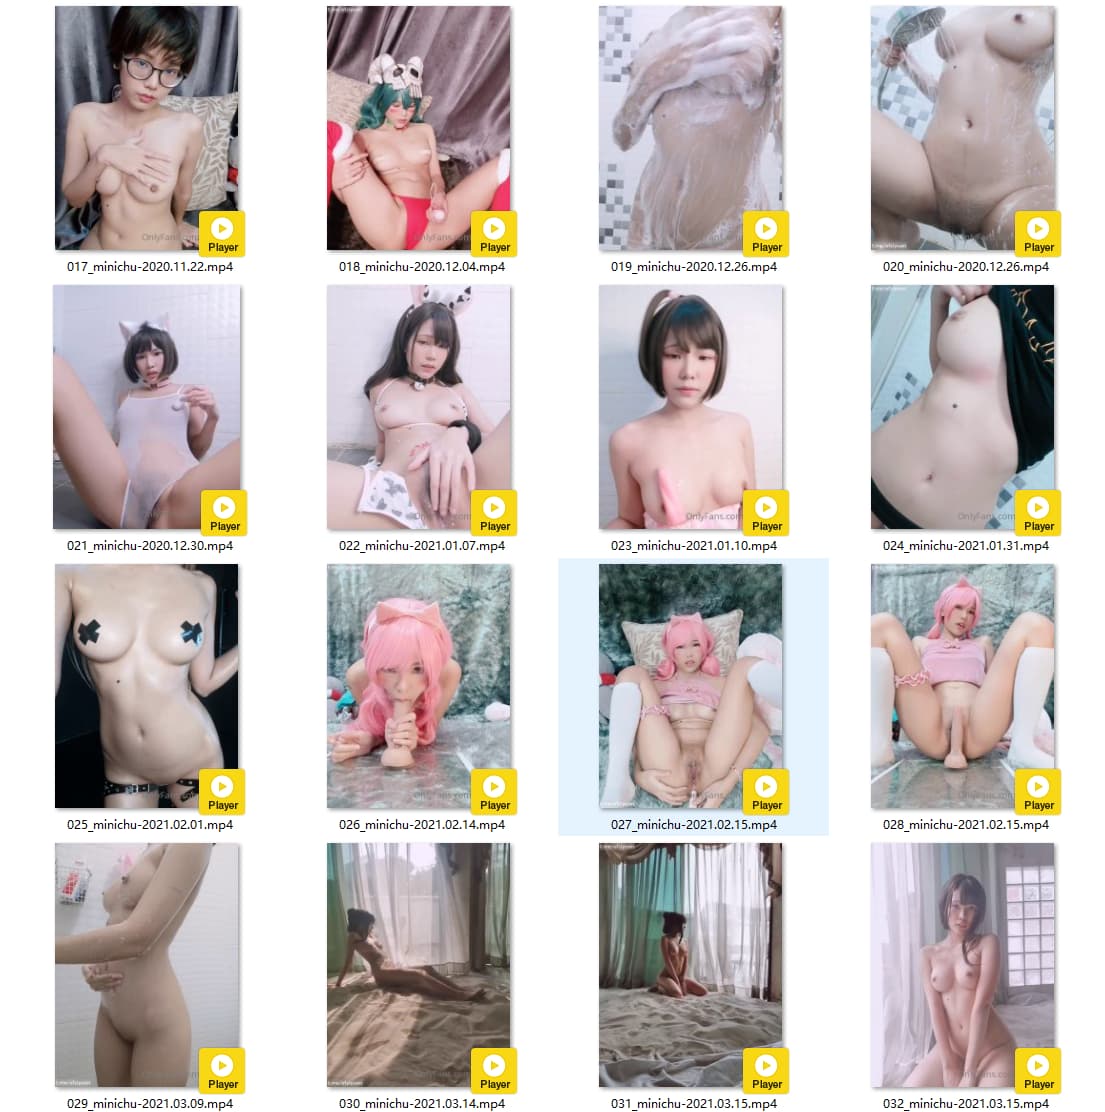 OnlyFans.com
Player
Player
Player
Player
017_minichu-2020.11.22.mp4
018_minichu-2020.12.04.mp4
019_minichu-2020.12.26.mp4
020_minichu-2020.12.26.mp4
Player
Player
Player
Player
021_minichu-2020.12.30.mp4
022_minichu-2021.01.07.mp4
023_minichu-2021.01.10.mp4
024_minichu-2021.01.31.mp4
Player
Player
Player
Player
025_minichu-2021.02.01.mp4
026_minichu-2021.02.14.mp4
027_minichu-2021.02.15.mp4
028_minichu-2021.02.15.mp4
Player
Player
Player
Player
029_minichu-2021.03.09.mp4
030_minichu-2021.03.14.mp4
031_minichu-2021.03.15.mp4
032_minichu-2021.03.15.mp4